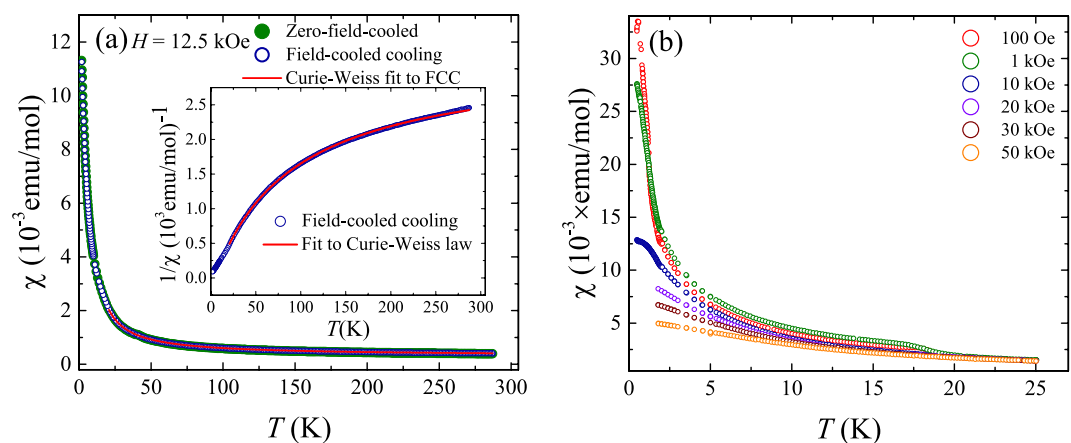 (a)
H = 12.5 kOe
Zero-field-cooled
Field-cooled cooling
Curie-Weiss fit to FCC
12
10
8
6
4
2
0
χ (10⁻³ emu/mol)
0 50 100 150 200 250 300
T (K)
2.5
2.0
1.5
1.0
0.5
0.0
1/χ (10³ emu/mol)⁻¹
Field-cooled cooling
Fit to Curie-Weiss law
0 50 100 150 200 250 300
T(K)
(b)
100 Oe
1 kOe
10 kOe
20 kOe
30 kOe
50 kOe
30
25
20
15
10
5
χ (10⁻³×emu/mol)
0 5 10 15 20 25
T (K)